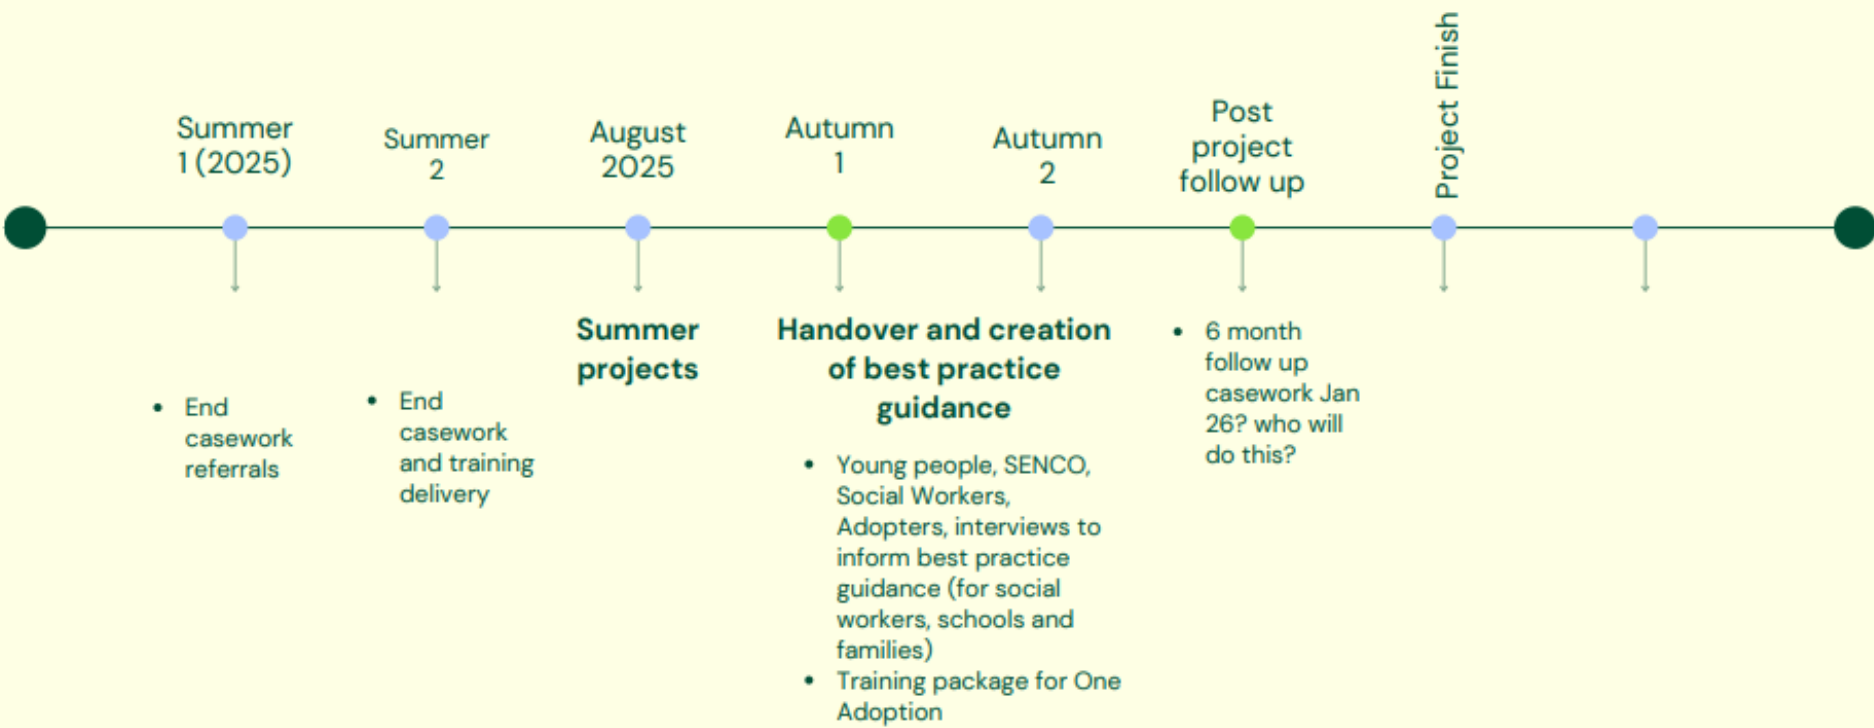 Summer
1 (2025)
Summer
2
August
2025
Autumn
1
Autumn
2
Post
project
follow up
Project Finish
• End
casework
referrals
• End
casework
and training
delivery
Summer
projects
Handover and creation
of best practice
guidance
• Young people, SENCO,
Social Workers,
Adopters, interviews to
inform best practice
guidance (for social
workers, schools and
families)
• Training package for One
Adoption
• 6 month
follow up
casework Jan
26? who will
do this?